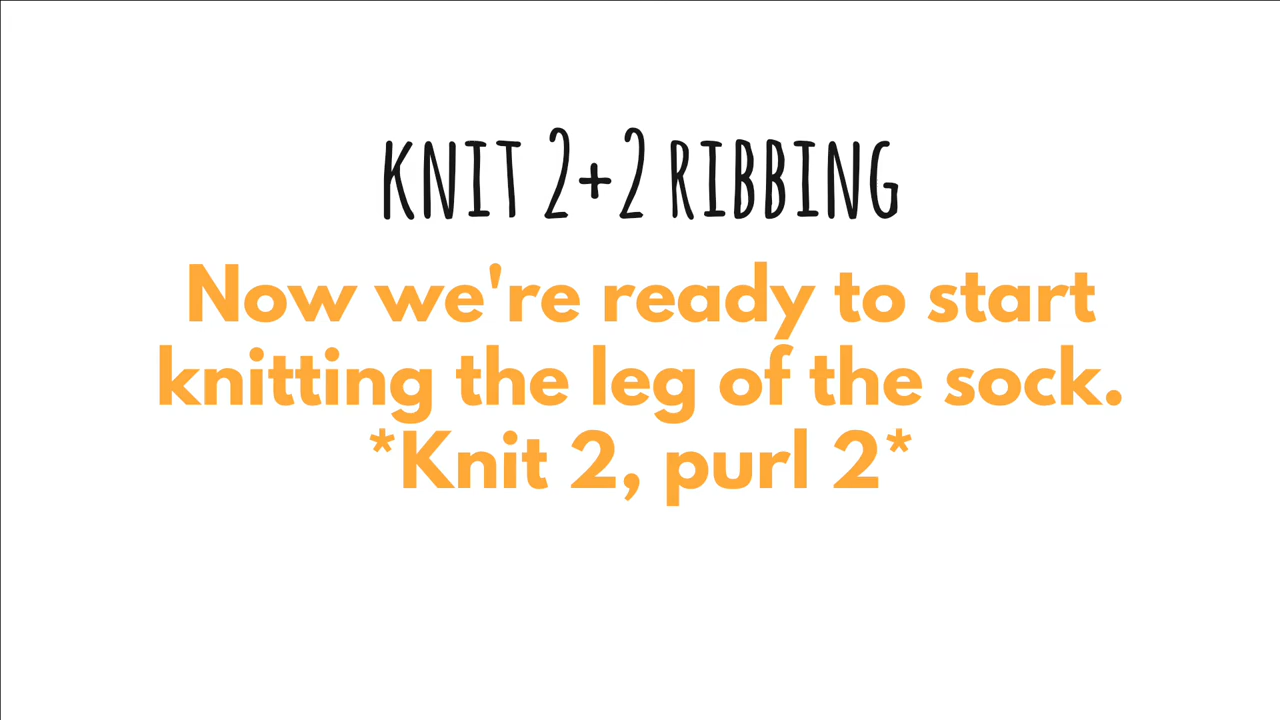 KNIT 2+2 RIBBING
Now we're ready to start
knitting the leg of the sock.
*Knit 2, purl 2*